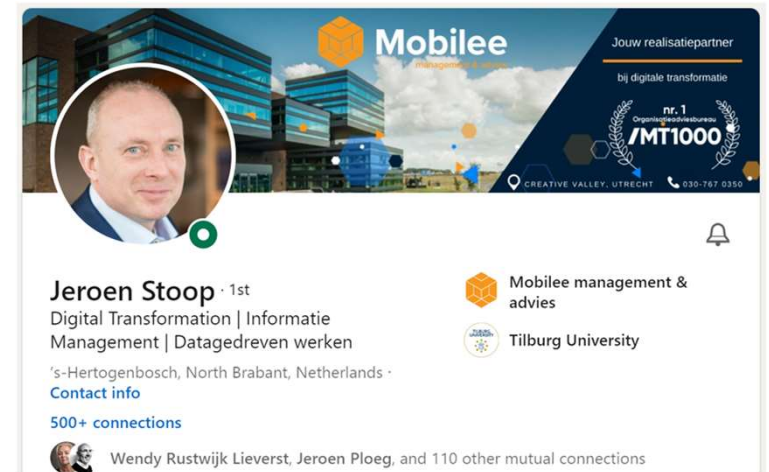 Mobilee
management & advies
Jouw realisatiepartner
bij digitale transformatie
nr. 1
Organisatieadviesbureau
/MT1000
CREATIVE VALLEY, UTRECHT 030-767 0350
Jeroen Stoop · 1st
Digital Transformation | Informatie
Management | Datagedreven werken
's-Hertogenbosch, North Brabant, Netherlands ·
Contact info
500+ connections
Mobilee management &
advies
Tilburg University
Wendy Rustwijk Lieverst, Jeroen Ploeg, and 110 other mutual connections